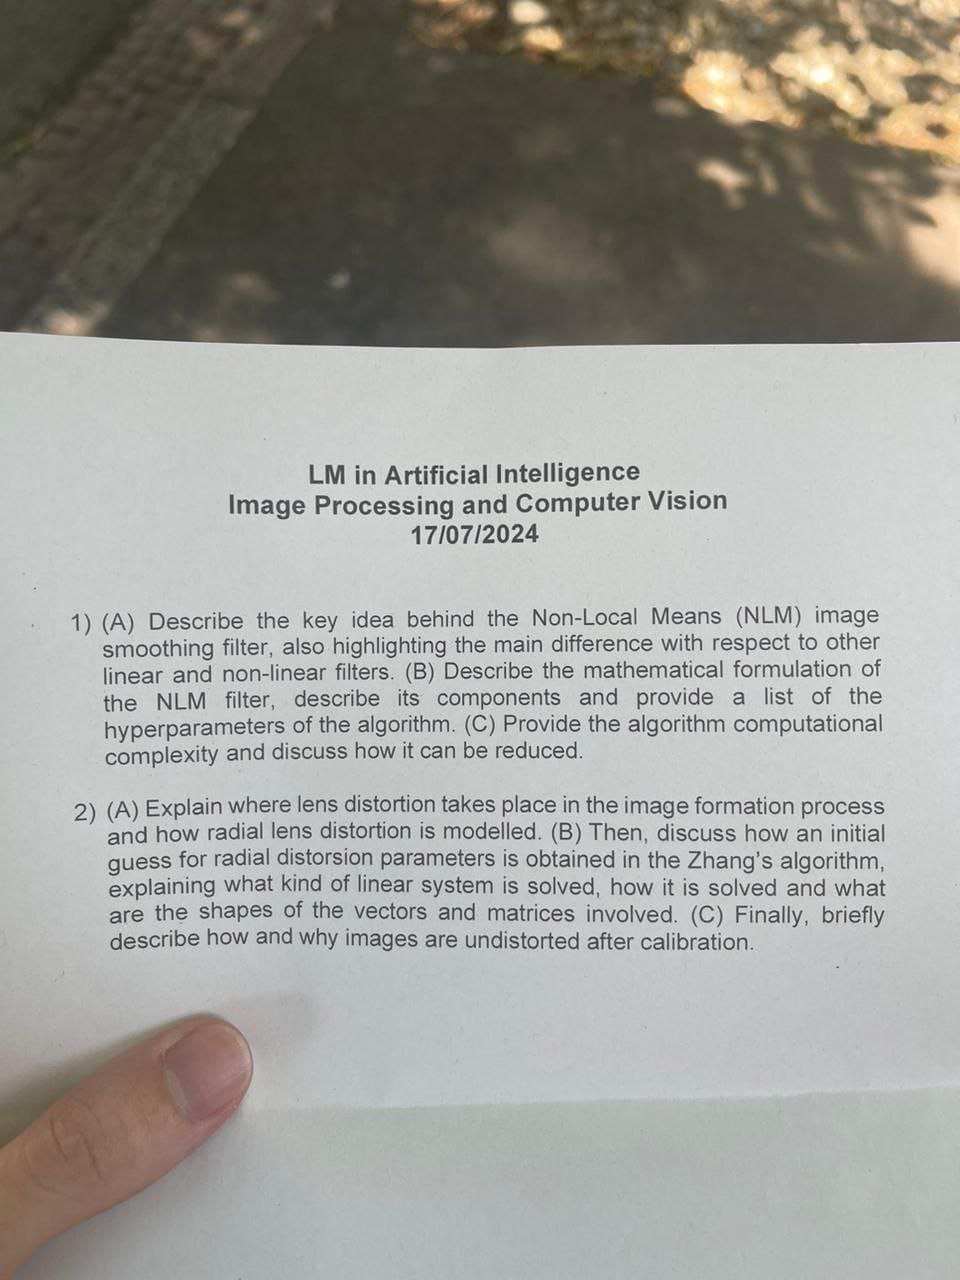 LM in Artificial Intelligence
Image Processing and Computer Vision
17/07/2024
1) (A) Describe the key idea behind the Non-Local Means (NLM) image
smoothing filter, also highlighting the main difference with respect to other
linear and non-linear filters. (B) Describe the mathematical formulation of
the NLM filter, describe its components and provide a list of the
hyperparameters of the algorithm. (C) Provide the algorithm computational
complexity and discuss how it can be reduced.
2) (A) Explain where lens distortion takes place in the image formation process
and how radial lens distortion is modelled. (B) Then, discuss how an initial
guess for radial distorsion parameters is obtained in the Zhang's algorithm,
explaining what kind of linear system is solved, how it is solved and what
are the shapes of the vectors and matrices involved. (C) Finally, briefly
describe how and why images are undistorted after calibration.